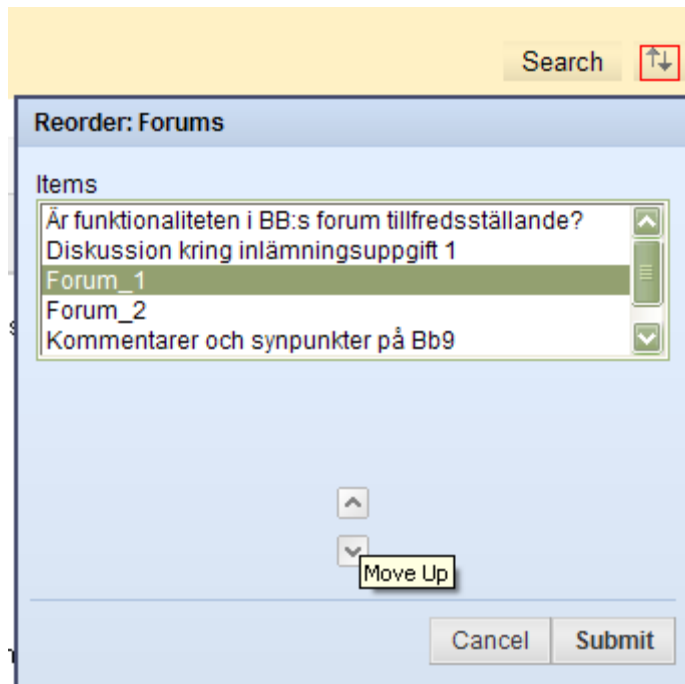 Search
Reorder: Forums
Items
Är funktionaliteten i BB:s forum tillfredsställande?
Diskussion kring inlämningsuppgift 1
Forum_1
Forum_2
Kommentarer och synpunkter på Bb9
Move Up
Cancel
Submit